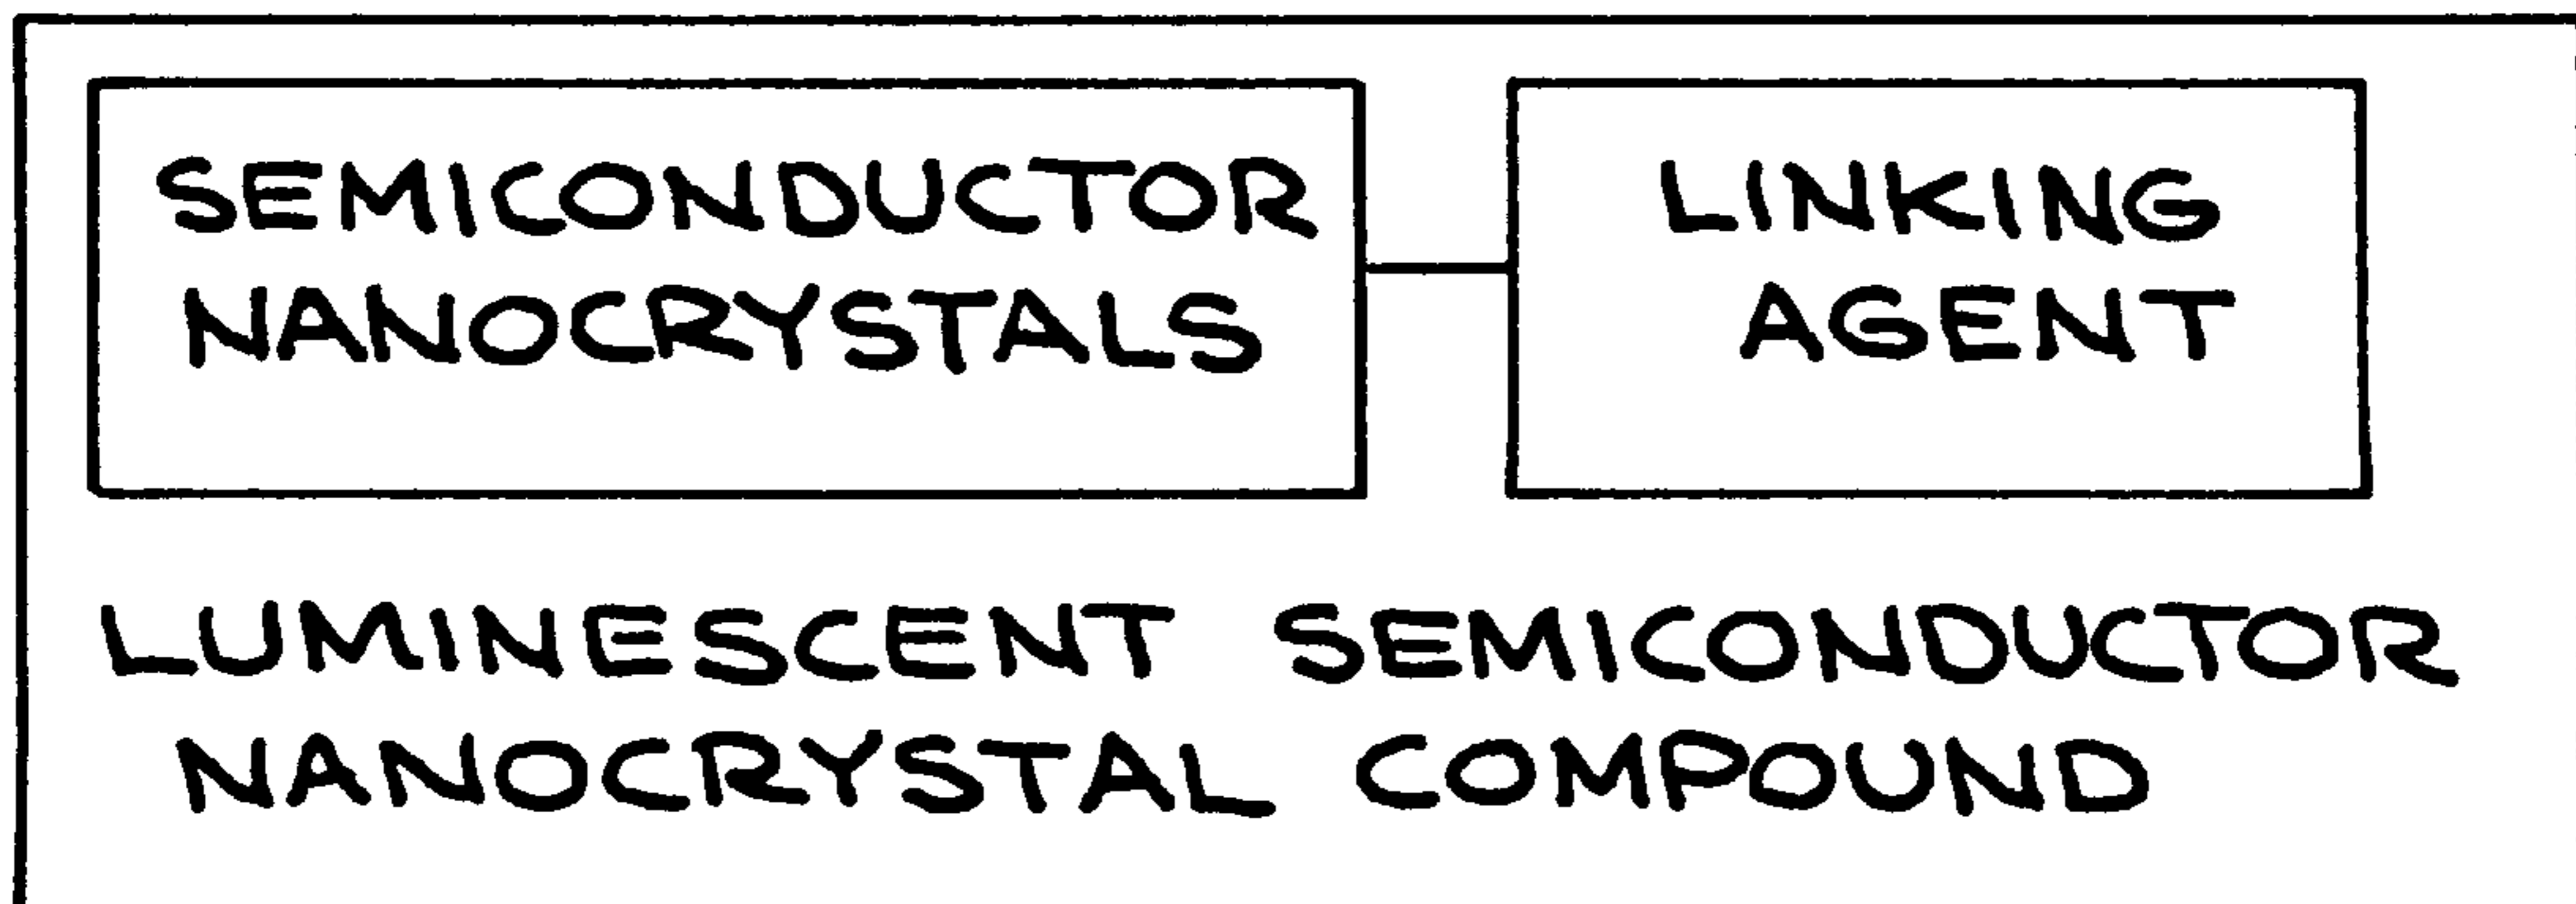 SEMICONDUCTOR
NANOCRYSTALS
LINKING
AGENT
LUMINESCENT SEMICONDUCTOR
NANOCRYSTAL COMPOUND